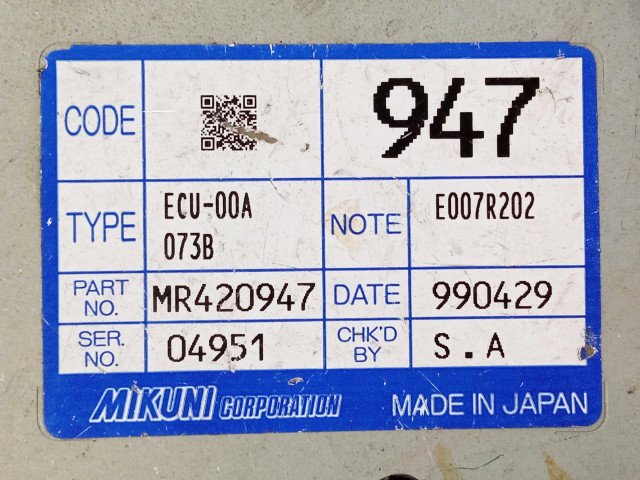 CODE 947
TYPE ECU-00A NOTE E007R202
073B
PART NO. MR420947 DATE 990429
SER. NO. 04951 CHK'D BY S.A
MIKUNI CORPORATION MADE IN JAPAN